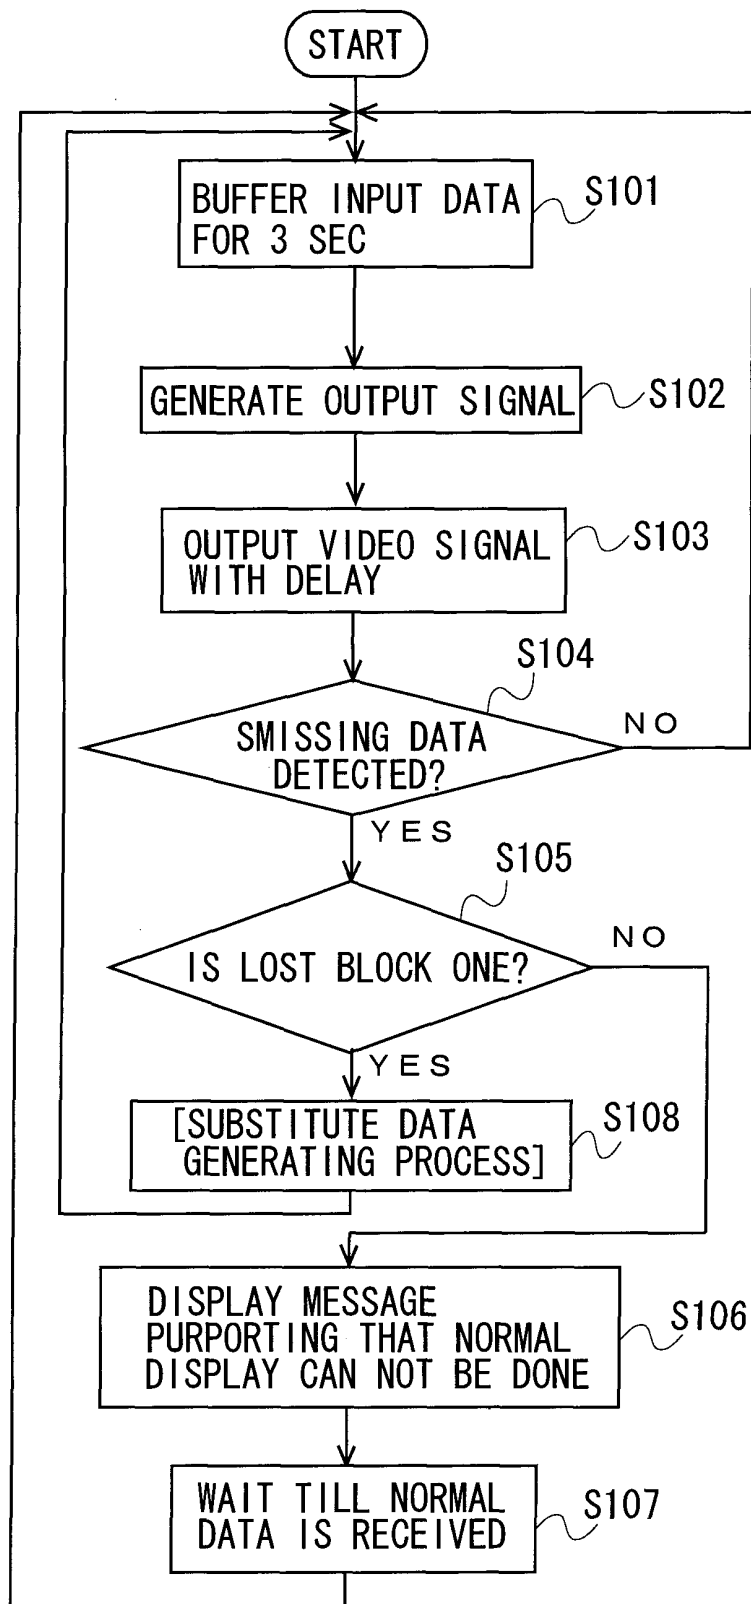 START
BUFFER INPUT DATA
FOR 3 SEC
S101
GENERATE OUTPUT SIGNAL
S102
OUTPUT VIDEO SIGNAL
WITH DELAY
S103
S104
SMISSING DATA
DETECTED?
NO
YES
S105
IS LOST BLOCK ONE?
NO
YES
[SUBSTITUTE DATA
GENERATING PROCESS]
S108
DISPLAY MESSAGE
PURPORTING THAT NORMAL
DISPLAY CAN NOT BE DONE
S106
WAIT TILL NORMAL
DATA IS RECEIVED
S107